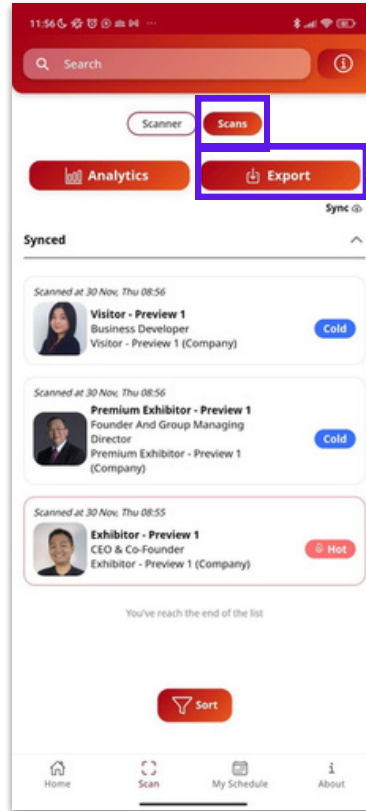 11:56
Search
Scanner
Scans
Analytics
Export
Sync
Synced
Scanned at 30 Nov, Thu 08:56
Visitor - Preview 1
Business Developer
Visitor - Preview 1 (Company)
Cold
Scanned at 30 Nov, Thu 08:56
Premium Exhibitor - Preview 1
Founder And Group Managing
Director
Premium Exhibitor - Preview 1
(Company)
Cold
Scanned at 30 Nov, Thu 08:55
Exhibitor - Preview 1
CEO & Co-Founder
Exhibitor - Preview 1 (Company)
Hot
You've reach the end of the list
Sort
Home
Scan
My Schedule
About